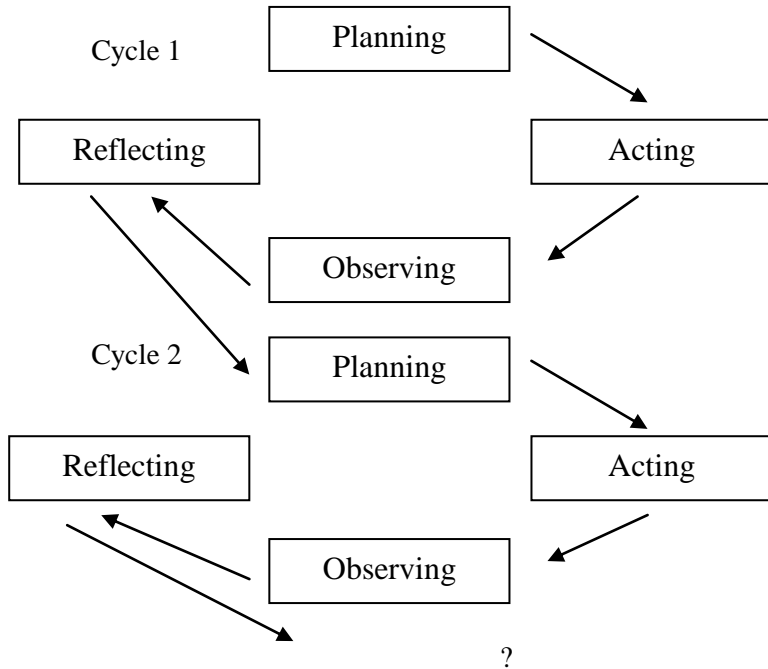 Planning
Cycle 1
Reflecting
Acting
Observing
Cycle 2
Planning
Reflecting
Acting
Observing
?